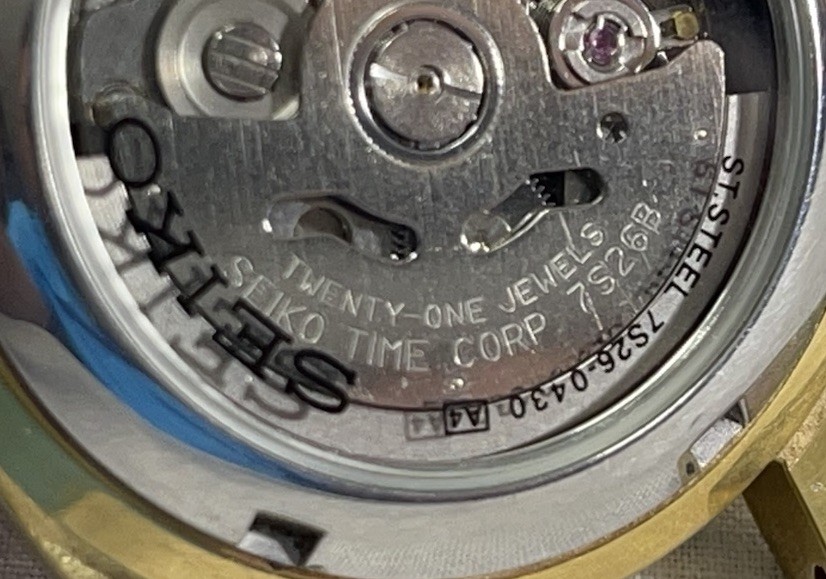 SEIKO
TWENTY-ONE JEWELS
SEIKO TIME CORP 7S26B
ST.STEEL 7S26-0430 A4